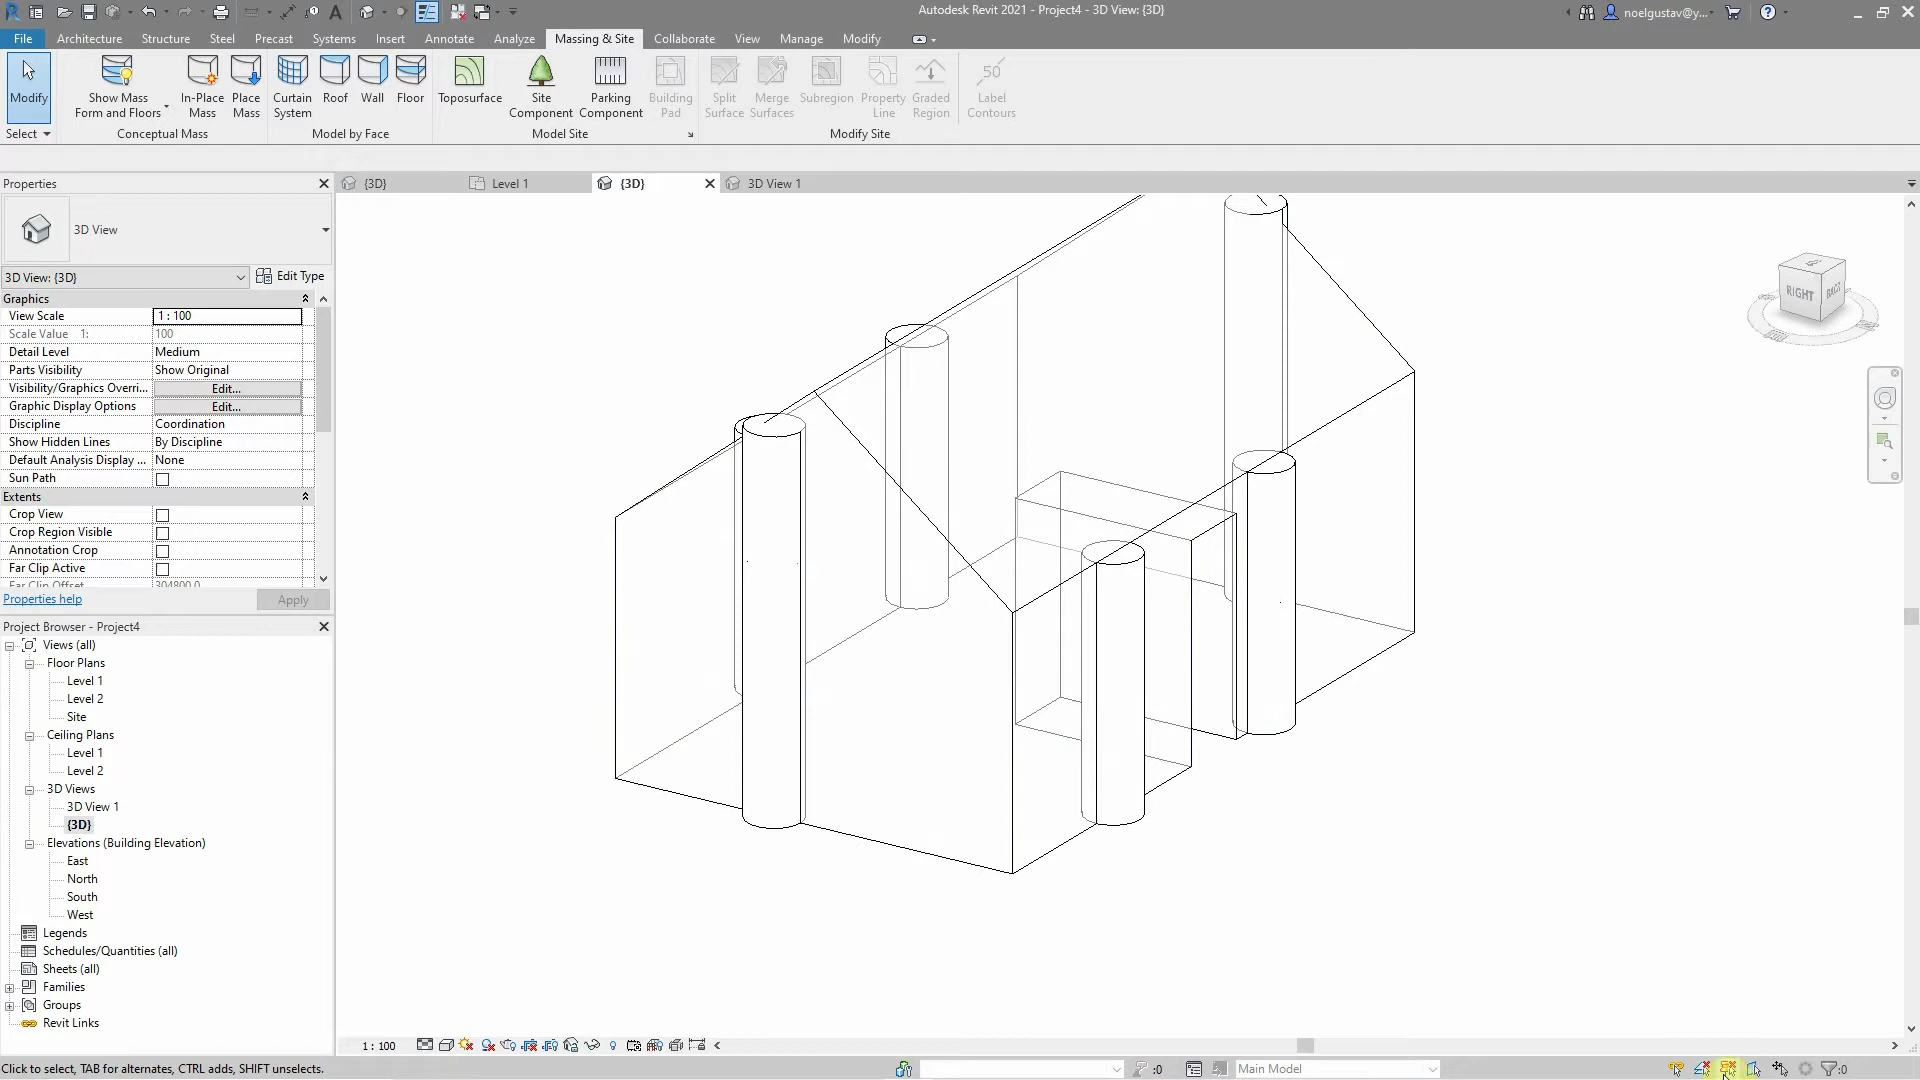 Autodesk Revit 2021 - Project4 - 3D View: {3D}
noelgustav@y...
File Architecture Structure Steel Precast Systems Insert Annotate Analyze Massing & Site Collaborate View Manage Modify
Modify
Show Mass
Form and Floors
In-Place
Mass
Place
Mass
Curtain
System
Roof
Wall
Floor
Toposurface
Site
Component
Parking
Component
Building
Pad
Split
Surface
Merge
Surfaces
Subregion
Property
Line
Graded
Region
50
Label
Contours
Select
Conceptual Mass
Model by Face
Model Site
Modify Site
Properties
{3D}
Level 1
{3D}
3D View 1
3D View
3D View: {3D}
Edit Type
Graphics
View Scale 1 : 100
Scale Value 1: 100
Detail Level Medium
Parts Visibility Show Original
Visibility/Graphics Overri... Edit...
Graphic Display Options Edit...
Discipline Coordination
Show Hidden Lines By Discipline
Default Analysis Display ... None
Sun Path
Extents
Crop View
Crop Region Visible
Annotation Crop
Far Clip Active
Far Clip Offset 304800.0
Properties help
Apply
Project Browser - Project4
Views (all)
Floor Plans
Level 1
Level 2
Site
Ceiling Plans
Level 1
Level 2
3D Views
3D View 1
{3D}
Elevations (Building Elevation)
East
North
South
West
Legends
Schedules/Quantities (all)
Sheets (all)
Families
Groups
Revit Links
RIGHT
BACK
1 : 100
Click to select, TAB for alternates, CTRL adds, SHIFT unselects.
:0
Main Model
:0